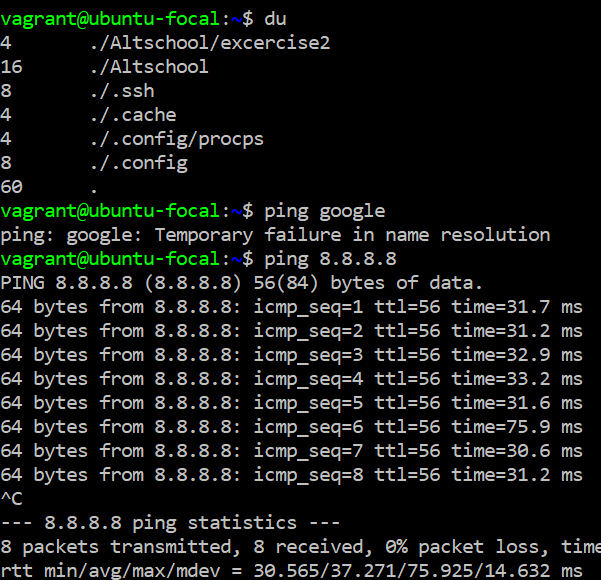 vagrant@ubuntu-focal:~$ du
4 ./Altschool/excercise2
16 ./Altschool
8 ./.ssh
4 ./.cache
4 ./.config/procps
8 ./.config
60 .
vagrant@ubuntu-focal:~$ ping google
ping: google: Temporary failure in name resolution
vagrant@ubuntu-focal:~$ ping 8.8.8.8
PING 8.8.8.8 (8.8.8.8) 56(84) bytes of data.
64 bytes from 8.8.8.8: icmp_seq=1 ttl=56 time=31.7 ms
64 bytes from 8.8.8.8: icmp_seq=2 ttl=56 time=31.2 ms
64 bytes from 8.8.8.8: icmp_seq=3 ttl=56 time=32.9 ms
64 bytes from 8.8.8.8: icmp_seq=4 ttl=56 time=33.2 ms
64 bytes from 8.8.8.8: icmp_seq=5 ttl=56 time=31.6 ms
64 bytes from 8.8.8.8: icmp_seq=6 ttl=56 time=75.9 ms
64 bytes from 8.8.8.8: icmp_seq=7 ttl=56 time=30.6 ms
64 bytes from 8.8.8.8: icmp_seq=8 ttl=56 time=31.2 ms
^C
--- 8.8.8.8 ping statistics ---
8 packets transmitted, 8 received, 0% packet loss, time
rtt min/avg/max/mdev = 30.565/37.271/75.925/14.632 ms